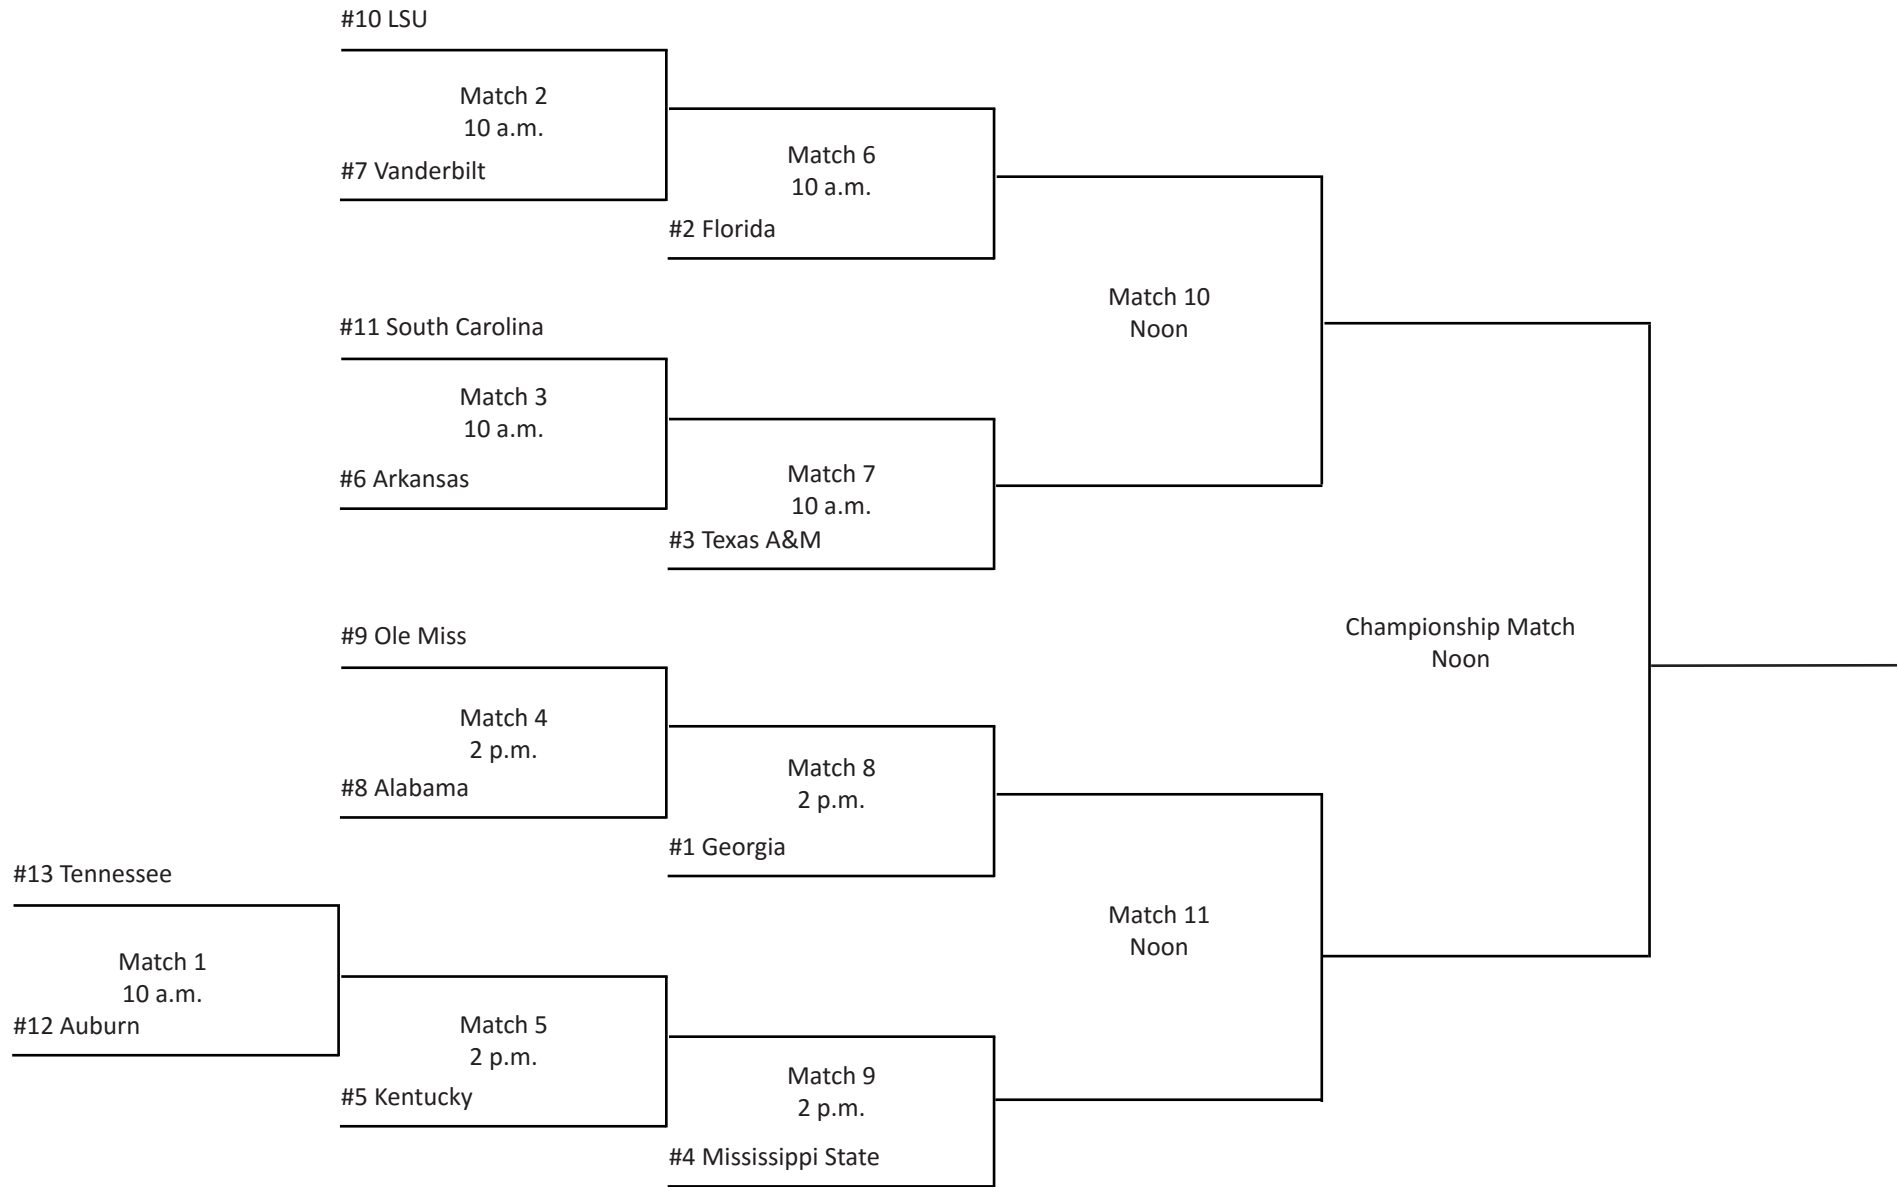 #10 LSU
Match 2
10 a.m.
#7 Vanderbilt
Match 6
10 a.m.
#2 Florida
Match 10
Noon
#11 South Carolina
Match 3
10 a.m.
#6 Arkansas
Match 7
10 a.m.
#3 Texas A&M
Championship Match
Noon
#9 Ole Miss
Match 4
2 p.m.
#8 Alabama
Match 8
2 p.m.
#1 Georgia
#13 Tennessee
Match 1
10 a.m.
#12 Auburn
Match 11
Noon
Match 5
2 p.m.
#5 Kentucky
Match 9
2 p.m.
#4 Mississippi State